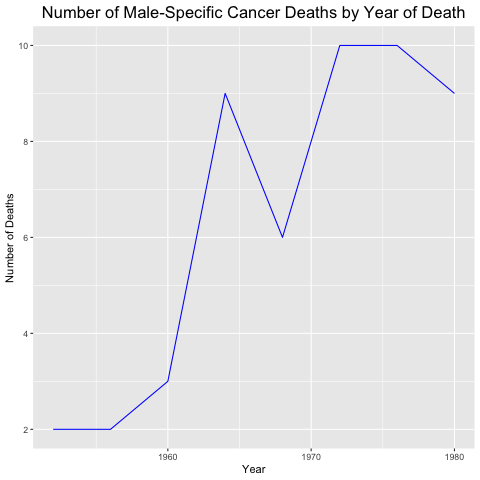 Number of Male-Specific Cancer Deaths by Year of Death
Number of Deaths
10
8
6
4
2
1960 1970 1980
Year